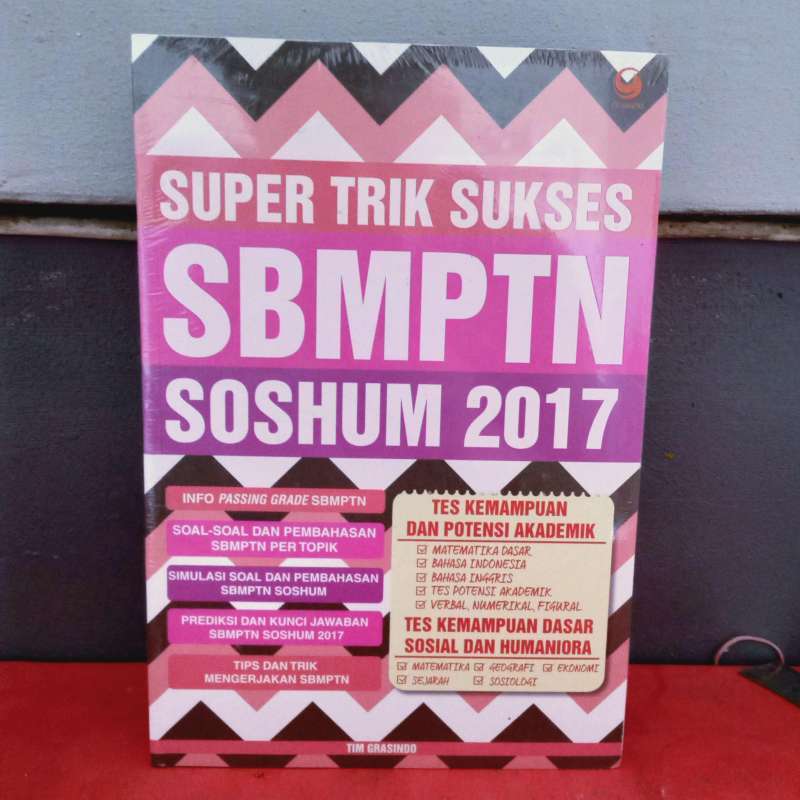 SUPER TRIK SUKSES
SBMPTN
SOSHUM 2017
INFO PASSING GRADE SBMPTN
SOAL-SOAL DAN PEMBAHASAN
SBMPTN PER TOPIK
SIMULASI SOAL DAN PEMBAHASAN
SBMPTN SOSHUM
PREDIKSI DAN KUNCI JAWABAN
SBMPTN SOSHUM 2017
TIPS DAN TRIK
MENGERJAKAN SBMPTN
TES KEMAMPUAN
DAN POTENSI AKADEMIK
MATEMATIKA DASAR
BAHASA INDONESIA
BAHASA INGGRIS
TES POTENSI AKADEMIK
VERBAL, NUMERIKAL, FIGURAL
TES KEMAMPUAN DASAR
SOSIAL DAN HUMANIORA
MATEMATIKA GEOGRAFI EKONOMI
SEJARAH SOSIOLOGI
TIM GRASINDO